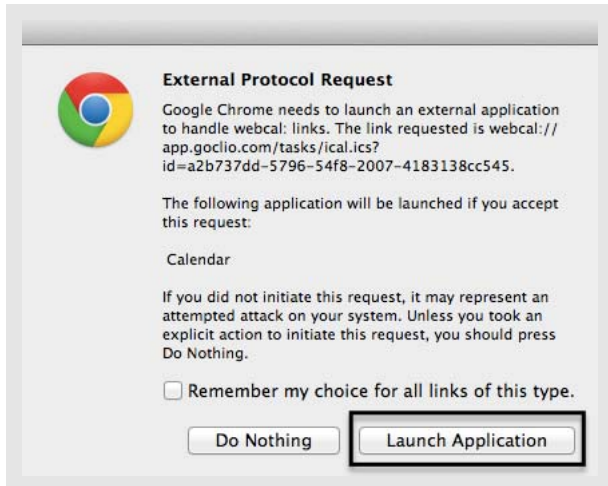 External Protocol Request
Google Chrome needs to launch an external application
to handle webcal: links. The link requested is webcal://
app.goclio.com/tasks/ical.ics?
id=a2b737dd-5796-54f8-2007-4183138cc545.
The following application will be launched if you accept
this request:
Calendar
If you did not initiate this request, it may represent an
attempted attack on your system. Unless you took an
explicit action to initiate this request, you should press
Do Nothing.
Remember my choice for all links of this type.
Do Nothing Launch Application